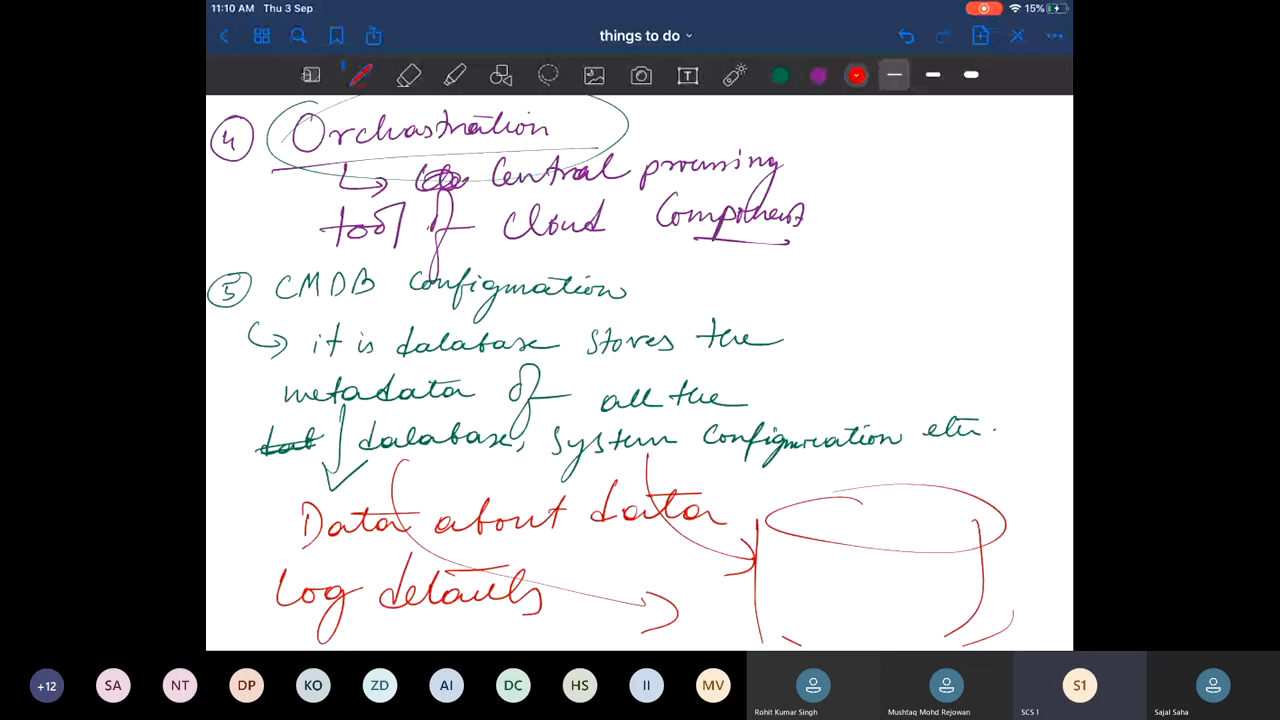 11:10 AM Thu 3 Sep
15%
things to do
4 Orchastration
↳ Central processing
tool of cloud Components
5 CMDB Configuration
↳ it is database stores the
metadata of all the
database, system configuration etc.
Data about data
Log details
+12 SA NT DP KO ZD AI DC HS II MV S1
Rohit Kumar Singh Mushtaq Mohd Rejowan SCS 1 Sajal Saha